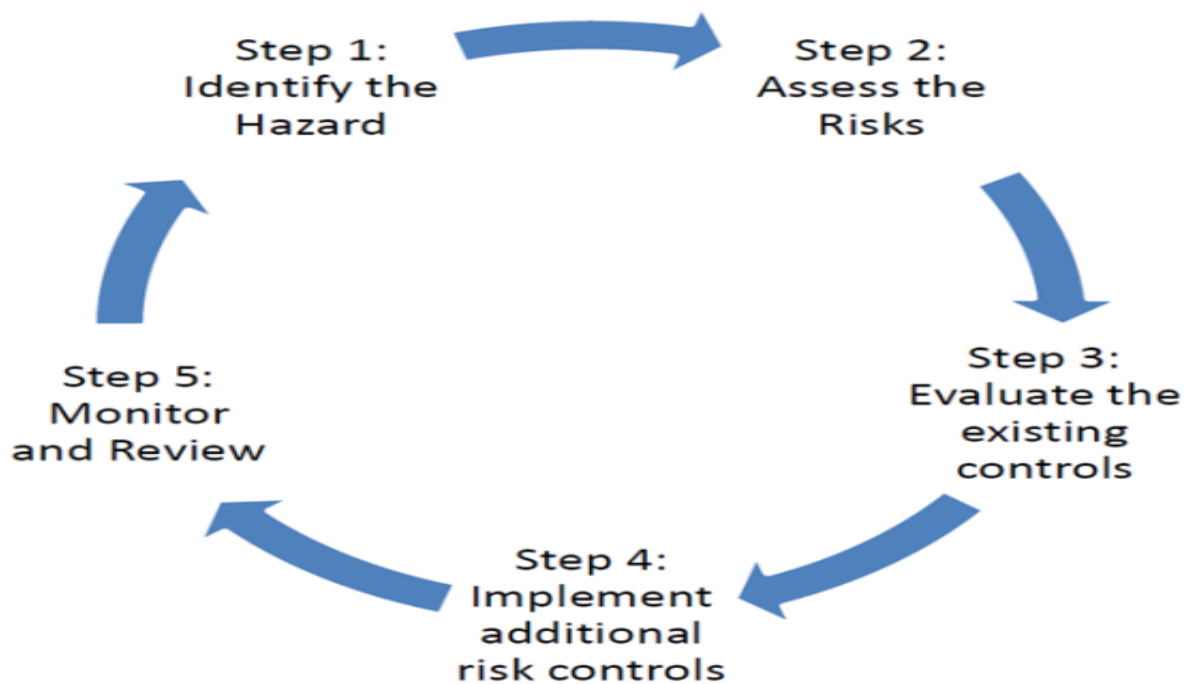 Step 1:
Identify the
Hazard
Step 2:
Assess the
Risks
Step 3:
Evaluate the
existing
controls
Step 4:
Implement
additional
risk controls
Step 5:
Monitor
and Review